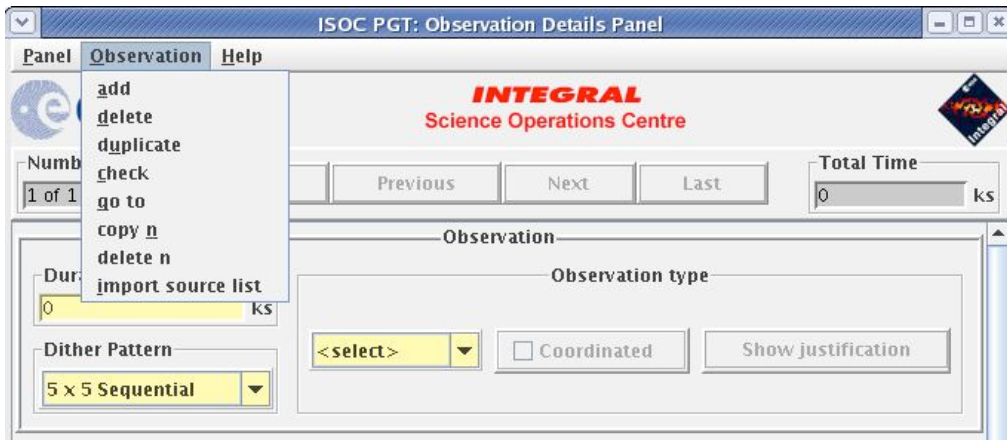 ISOC PGT: Observation Details Panel
Panel Observation Help
add
delete
duplicate
check
go to
copy n
delete n
import source list
INTEGRAL
Science Operations Centre
Integral
Numb
1 of 1
Previous
Next
Last
Total Time
0 ks
Observation
Dura
0 ks
Dither Pattern
5 x 5 Sequential
Observation type
<select>
Coordinated
Show justification